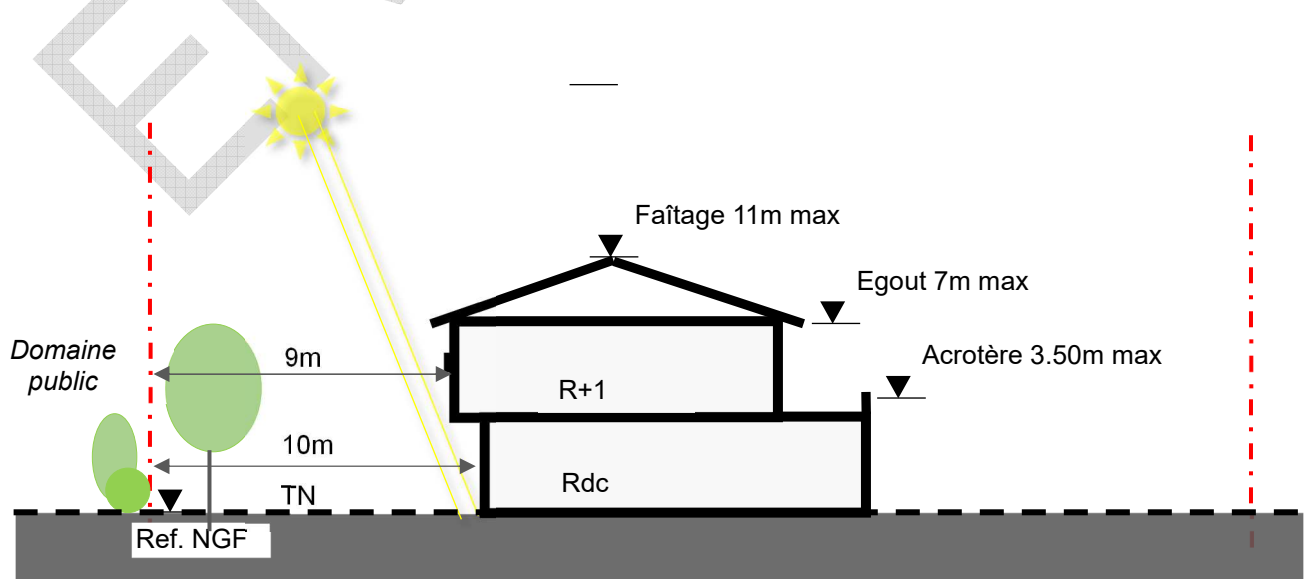 Faîtage 11m max
Egout 7m max
Acrotère 3.50m max
Domaine
public
9m
R+1
10m
Rdc
TN
Ref. NGF